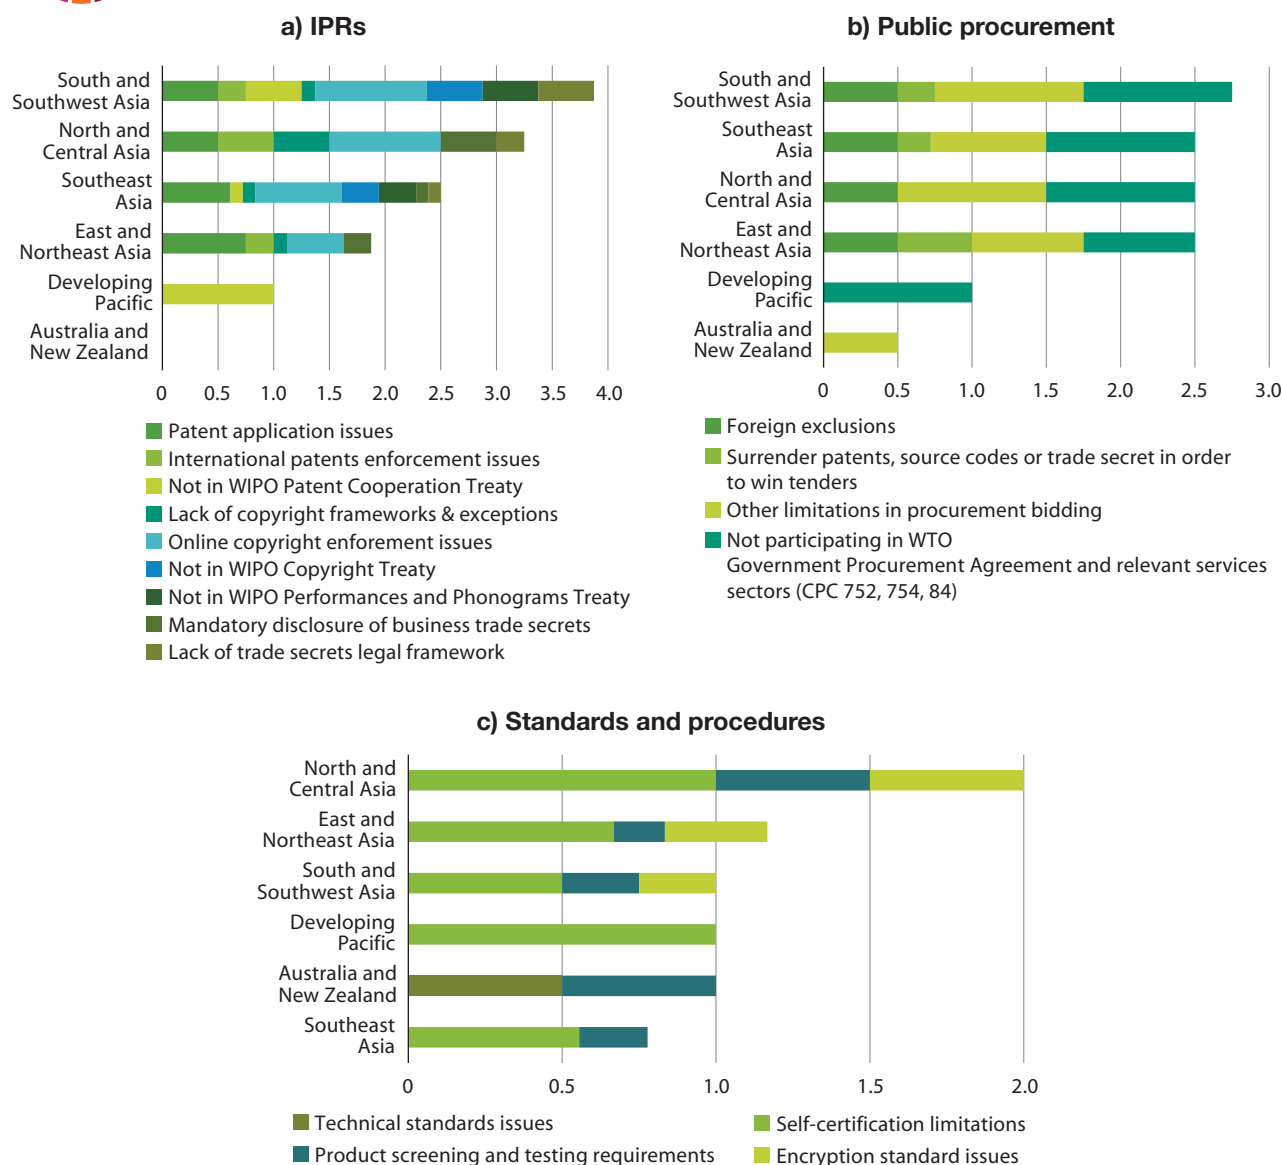 a) IPRs
South and
Southwest Asia
North and
Central Asia
Southeast
Asia
East and
Northeast Asia
Developing
Pacific
Australia and
New Zealand
0 0.5 1.0 1.5 2.0 2.5 3.0 3.5 4.0
Patent application issues
International patents enforcement issues
Not in WIPO Patent Cooperation Treaty
Lack of copyright frameworks & exceptions
Online copyright enforement issues
Not in WIPO Copyright Treaty
Not in WIPO Performances and Phonograms Treaty
Mandatory disclosure of business trade secrets
Lack of trade secrets legal framework
b) Public procurement
South and
Southwest Asia
Southeast
Asia
North and
Central Asia
East and
Northeast Asia
Developing
Pacific
Australia and
New Zealand
0 0.5 1.0 1.5 2.0 2.5 3.0
Foreign exclusions
Surrender patents, source codes or trade secret in order
to win tenders
Other limitations in procurement bidding
Not participating in WTO
Government Procurement Agreement and relevant services
sectors (CPC 752, 754, 84)
c) Standards and procedures
North and
Central Asia
East and
Northeast Asia
South and
Southwest Asia
Developing
Pacific
Australia and
New Zealand
Southeast
Asia
0 0.5 1.0 1.5 2.0
Technical standards issues
Self-certification limitations
Product screening and testing requirements
Encryption standard issues